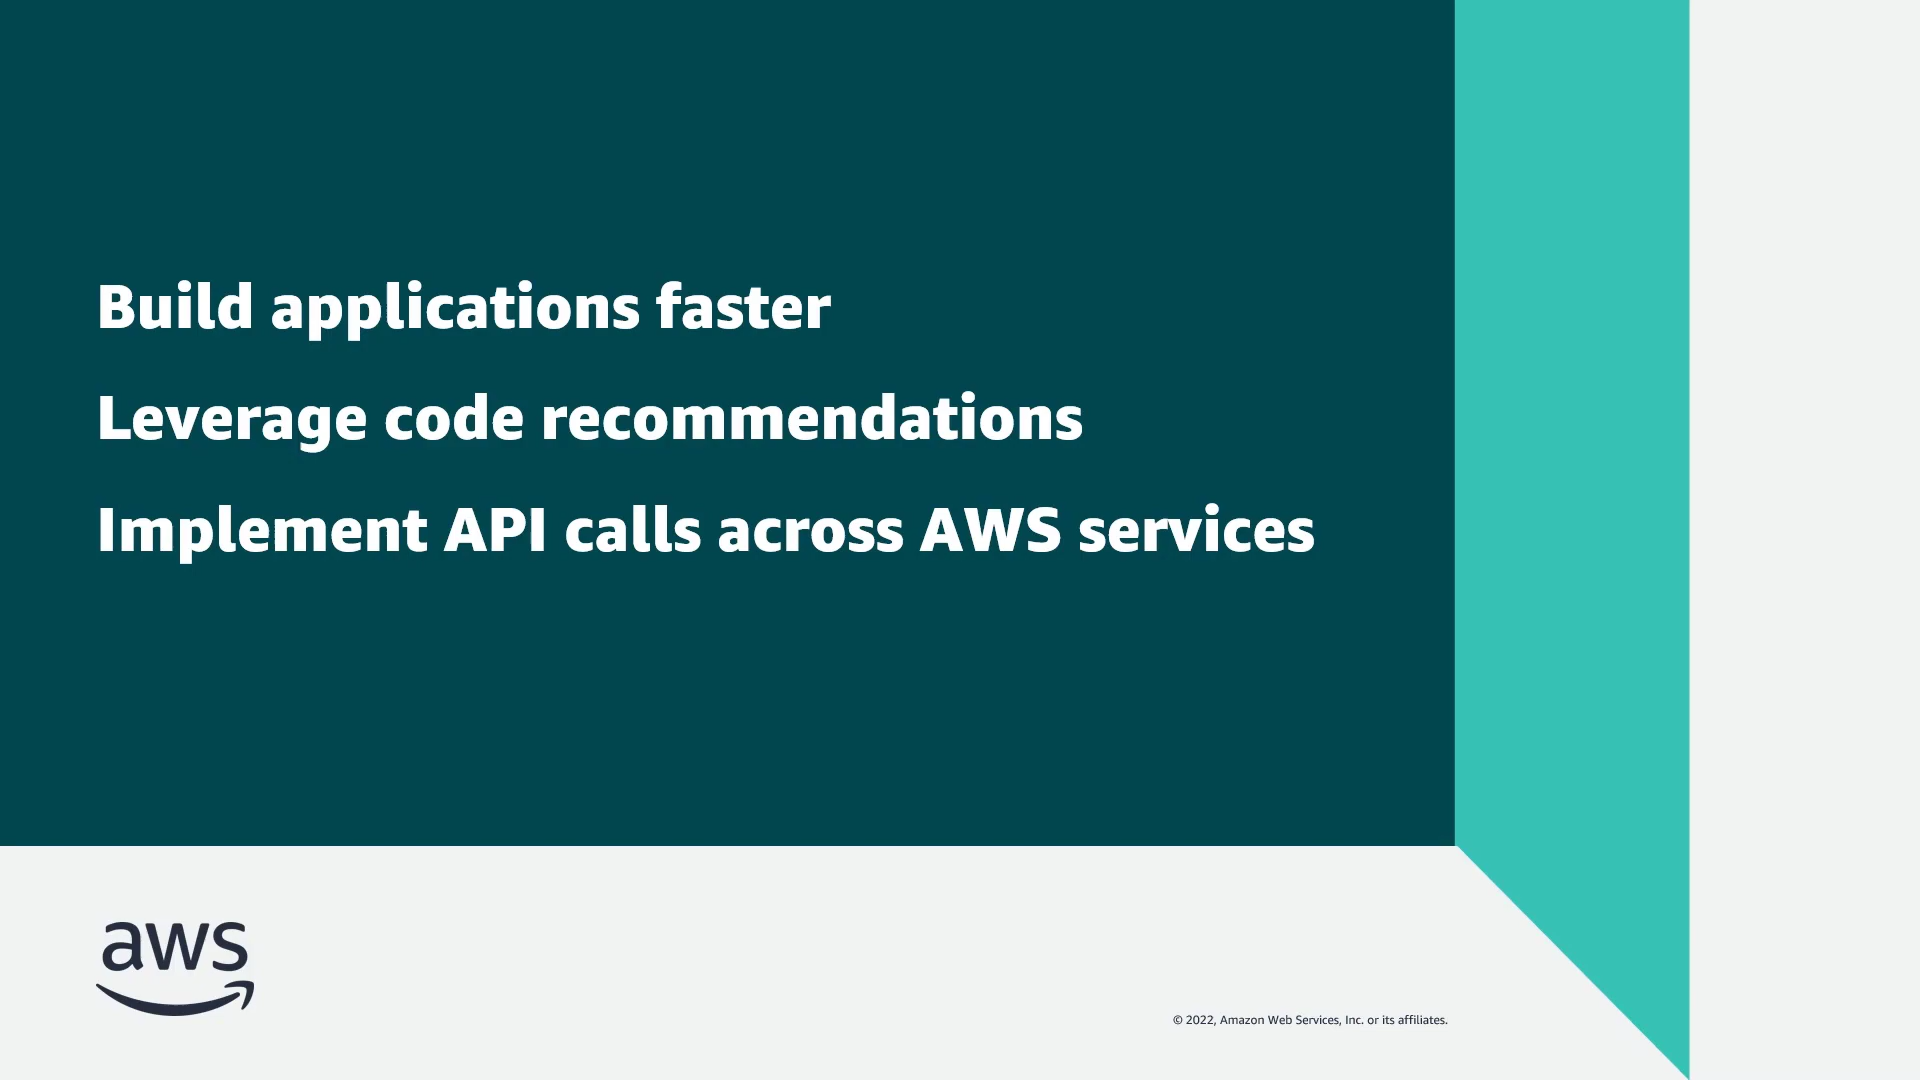 Build applications faster
Leverage code recommendations
Implement API calls across AWS services
aws
© 2022, Amazon Web Services, Inc. or its affiliates.